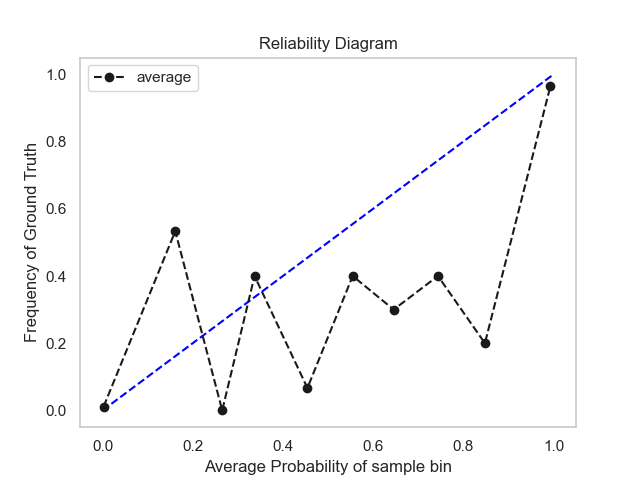 Reliability Diagram
average
1.0
0.8
0.6
0.4
0.2
0.0
Frequency of Ground Truth
0.0 0.2 0.4 0.6 0.8 1.0
Average Probability of sample bin